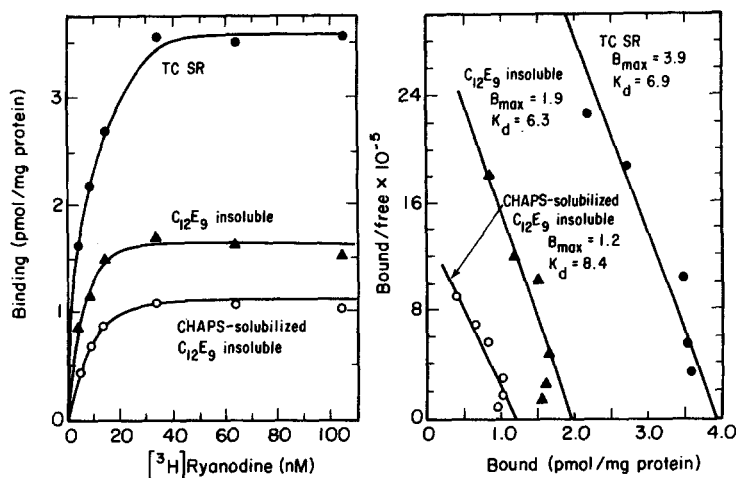 Binding (pmol/mg protein)
3
2
1
0
TC SR
C₁₂E₉ insoluble
CHAPS-solubilized
C₁₂E₉ insoluble
0 20 40 60 80 100
[³H]Ryanodine (nM)
Bound/free × 10⁻⁵
24
16
8
0
TC SR
Bmax = 3.9
Kd = 6.9
C₁₂E₉ insoluble
Bmax = 1.9
Kd = 6.3
CHAPS-solubilized
C₁₂E₉ insoluble
Bmax = 1.2
Kd = 8.4
0.0 1.0 2.0 3.0 4.0
Bound (pmol/mg protein)